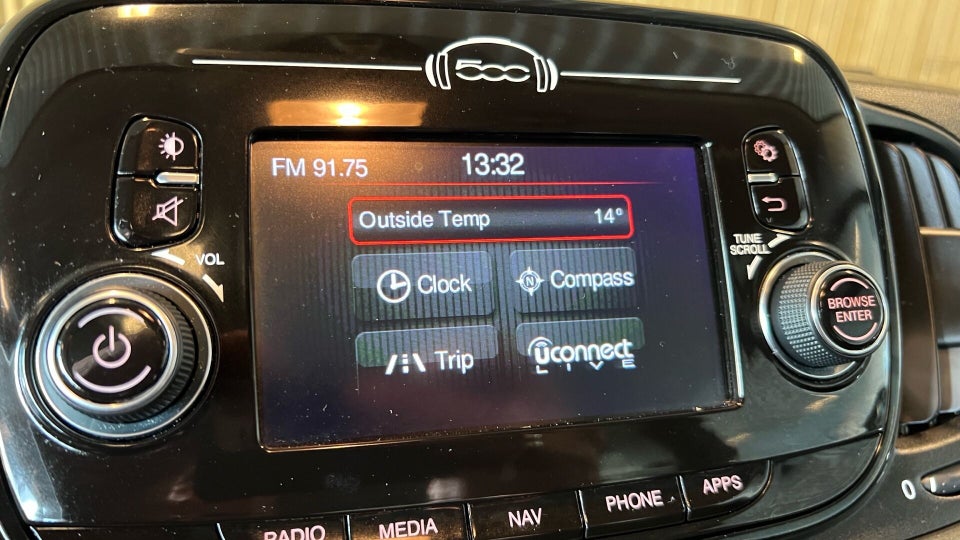 500
FM 91.75 13:32
Outside Temp 14°
VOL
TUNE
SCROLL
Clock
N Compass
BROWSE
ENTER
Trip
uconnect
LIVE
RADIO MEDIA NAV PHONE APPS
0